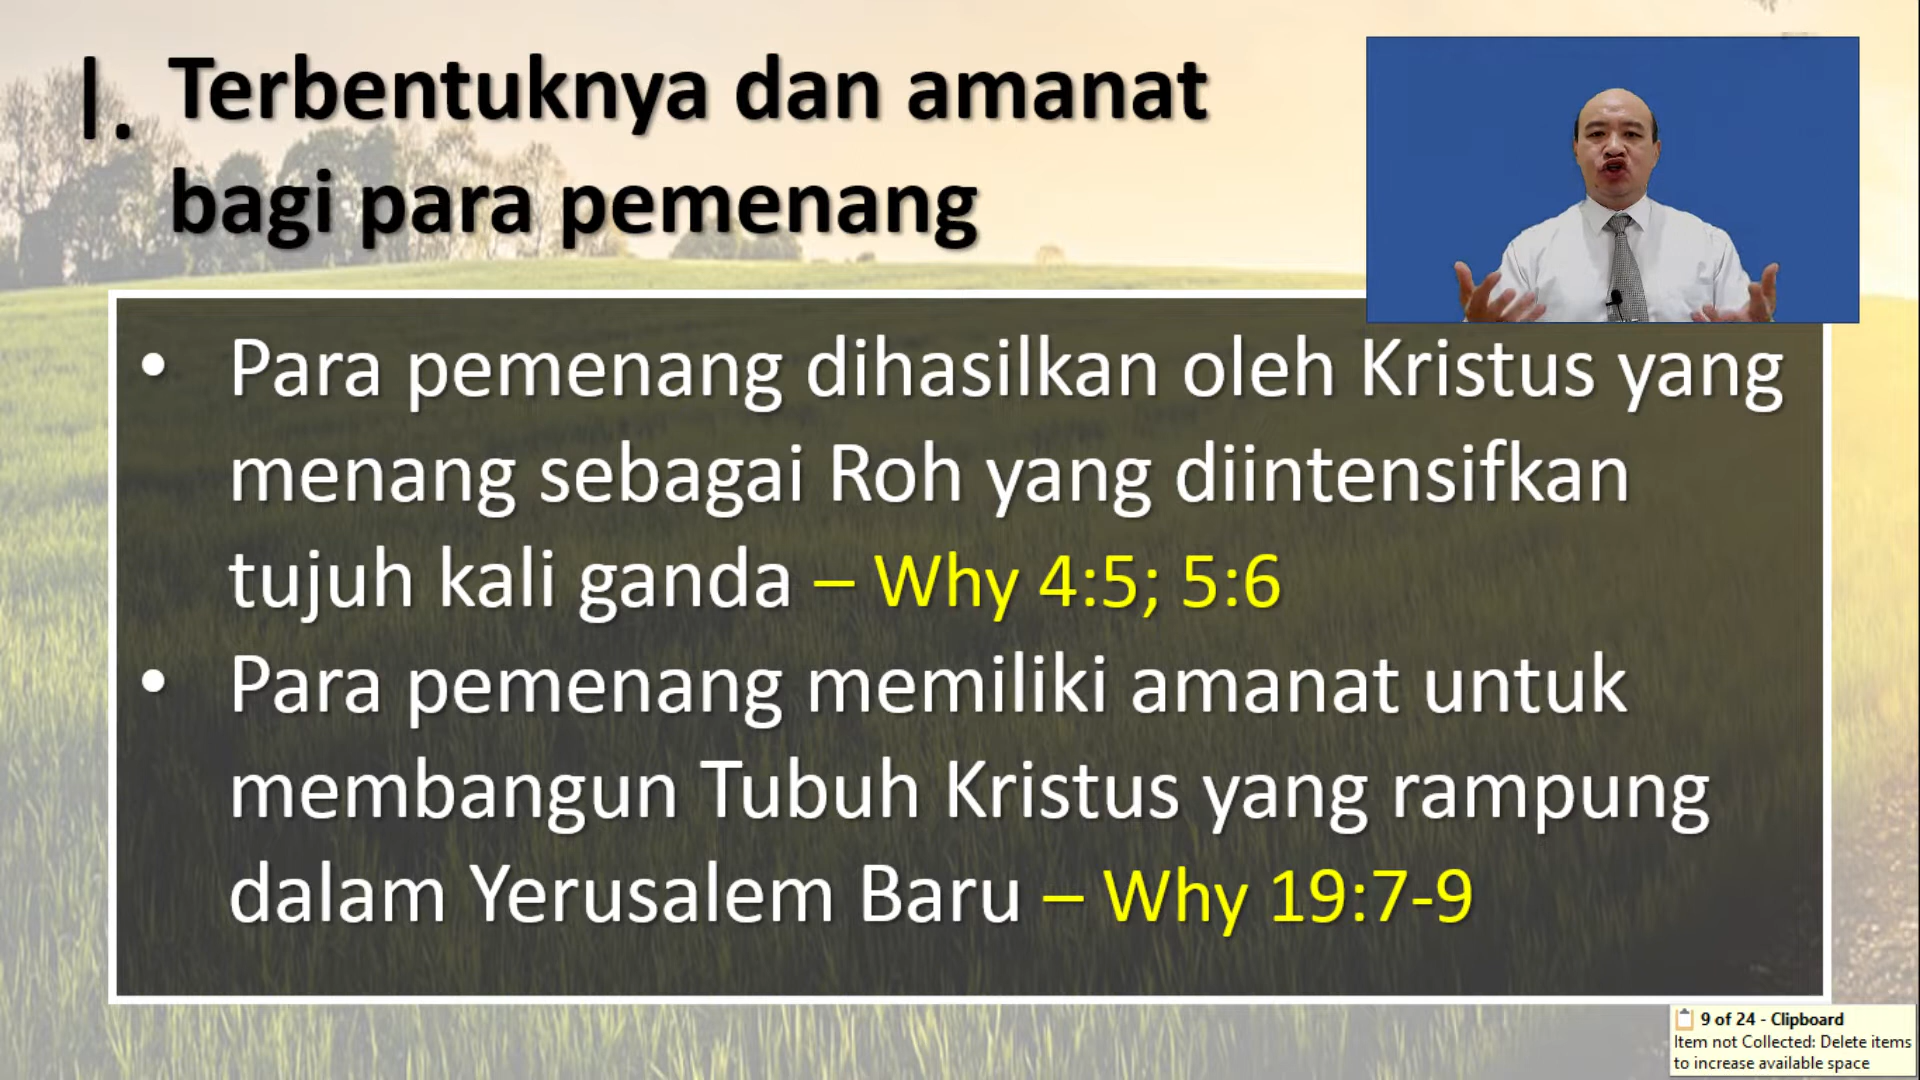 I. Terbentuknya dan amanat
bagi para pemenang
• Para pemenang dihasilkan oleh Kristus yang
menang sebagai Roh yang diintensifkan
tujuh kali ganda – Why 4:5; 5:6
• Para pemenang memiliki amanat untuk
membangun Tubuh Kristus yang rampung
dalam Yerusalem Baru – Why 19:7-9
9 of 24 - Clipboard
Item not Collected: Delete items
to increase available space